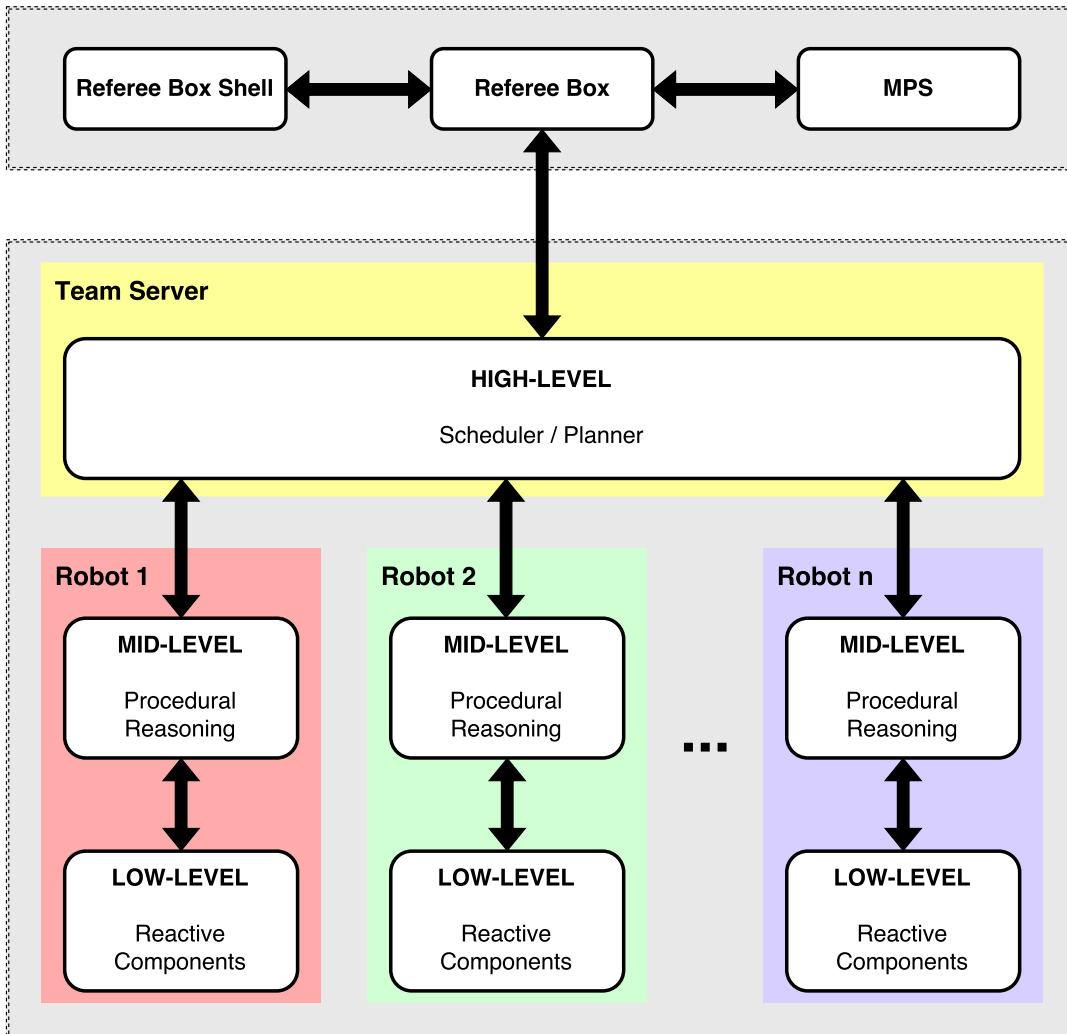 Referee Box Shell
Referee Box
MPS
Team Server
HIGH-LEVEL
Scheduler / Planner
Robot 1
MID-LEVEL
Procedural
Reasoning
LOW-LEVEL
Reactive
Components
Robot 2
MID-LEVEL
Procedural
Reasoning
LOW-LEVEL
Reactive
Components
...
Robot n
MID-LEVEL
Procedural
Reasoning
LOW-LEVEL
Reactive
Components